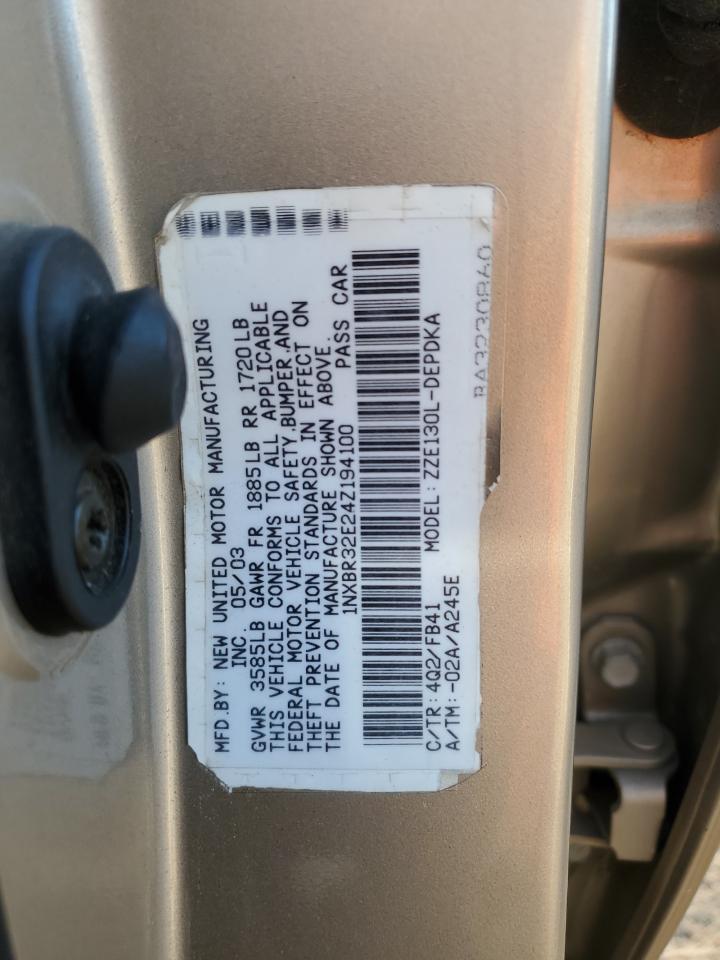 MFD.BY: NEW UNITED MOTOR MANUFACTURING
INC. 05/03
GVWR 3585LB GAWR FR 1885LB RR 1720LB
THIS VEHICLE CONFORMS TO ALL APPLICABLE
FEDERAL MOTOR VEHICLE SAFETY,BUMPER,AND
THEFT PREVENTION STANDARDS IN EFFECT ON
THE DATE OF MANUFACTURE SHOWN ABOVE.
1NXBR32E24Z194100 PASS CAR
C/TR: 4Q2/FB41 MODEL: ZZE130L-DEPDKA
A/TM: -02A/A245E